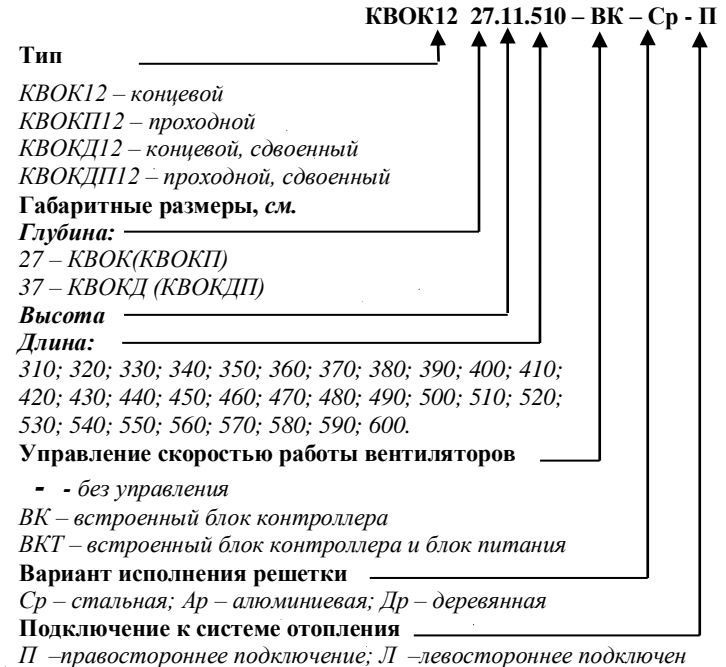 КВОК12 27.11.510 – ВК – Ср - П
Тип
КВОК12 – концевой
КВОКП12 – проходной
КВОКД12 – концевой, сдвоенный
КВОКДП12 – проходной, сдвоенный
Габаритные размеры, см.
Глубина:
27 – КВОК(КВОКП)
37 – КВОКД (КВОКДП)
Высота
Длина:
310; 320; 330; 340; 350; 360; 370; 380; 390; 400; 410;
420; 430; 440; 450; 460; 470; 480; 490; 500; 510; 520;
530; 540; 550; 560; 570; 580; 590; 600.
Управление скоростью работы вентиляторов
- - без управления
ВК – встроенный блок контроллера
ВКТ – встроенный блок контроллера и блок питания
Вариант исполнения решетки
Ср – стальная; Ар – алюминиевая; Др – деревянная
Подключение к системе отопления
П –правостороннее подключение; Л –левостороннее подключен